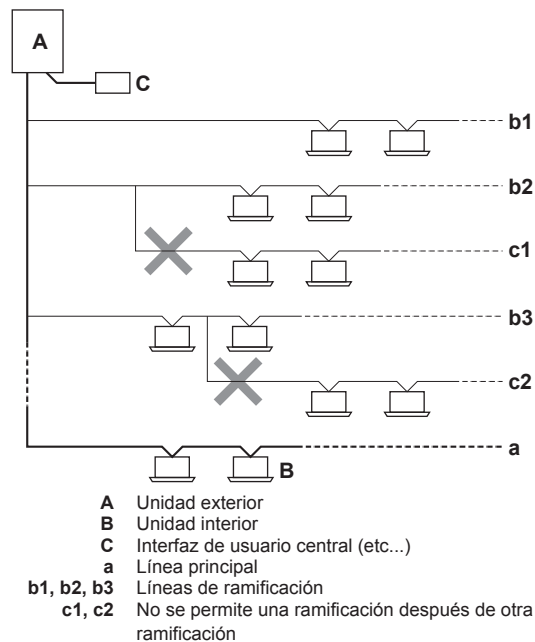 A
C
b1
b2
c1
b3
c2
a
B
A Unidad exterior
B Unidad interior
C Interfaz de usuario central (etc...)
a Línea principal
b1, b2, b3 Líneas de ramificación
c1, c2 No se permite una ramificación después de otra
ramificación